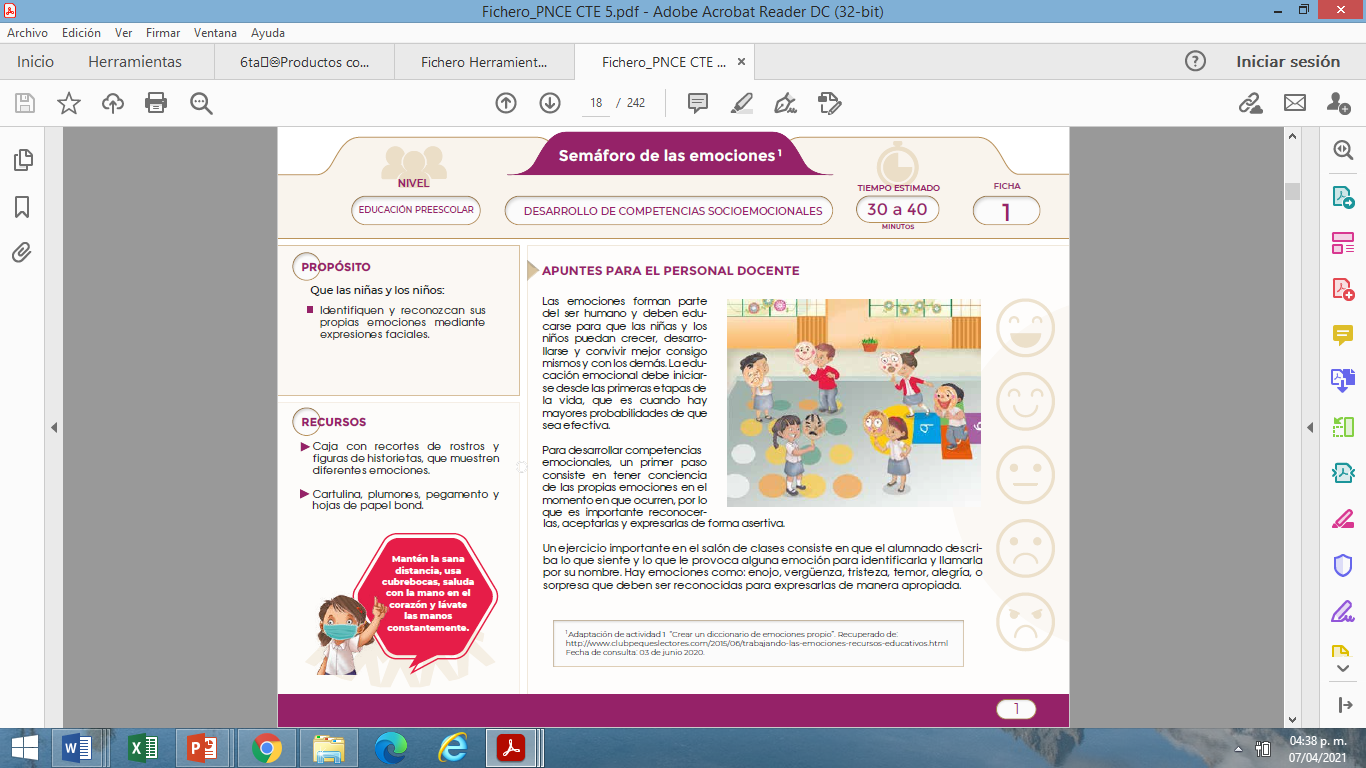 Fichero_PNCE CTE 5.pdf - Adobe Acrobat Reader DC (32-bit)
Archivo Edición Ver Firmar Ventana Ayuda
Inicio Herramientas Fichero Herramient... Fichero_PNCE CTE ... × Iniciar sesión
18 / 242
Semáforo de las emociones¹
NIVEL
EDUCACIÓN PREESCOLAR
DESARROLLO DE COMPETENCIAS SOCIOEMOCIONALES
TIEMPO ESTIMADO
30 a 40
MINUTOS
FICHA
1
PROPÓSITO
Que las niñas y los niños:
Identifiquen y reconozcan sus
propias emociones mediante
expresiones faciales.
RECURSOS
Caja con recortes de rostros y
figuras de historietas, que muestren
diferentes emociones.
Cartulina, plumones, pegamento y
hojas de papel bond.
Mantén la sana
distancia, usa
cubrebocas, saluda
con la mano en el
corazón y lávate
las manos
constantemente.
APUNTES PARA EL PERSONAL DOCENTE
Las emociones forman parte
del ser humano y deben edu-
carse para que las niñas y los
niños puedan crecer, desarro-
llarse y convivir mejor consigo
mismos y con los demás. La edu-
cación emocional debe iniciar-
se desde las primeras etapas de
la vida, que es cuando hay
mayores probabilidades de que
sea efectiva.
Para desarrollar competencias
emocionales, un primer paso
consiste en tener conciencia
de las propias emociones en el
momento en que ocurren, por lo
que es importante reconocer-
las, aceptarlas y expresarlas de forma asertiva.
Un ejercicio importante en el salón de clases consiste en que el alumnado descri-
ba lo que siente y lo que le provoca alguna emoción para identificarla y llamarla
por su nombre. Hay emociones como: enojo, vergüenza, tristeza, temor, alegría, o
sorpresa que deben ser reconocidas para expresarlas de manera apropiada.
¹Adaptación de actividad 1 "Crear un diccionario de emociones propio". Recuperado de:
http://www.clubpequeslectores.com/2015/06/trabajando-las-emociones-recursos-educativos.html
Fecha de consulta: 03 de junio 2020
1
04:38 p. m.
07/04/2021